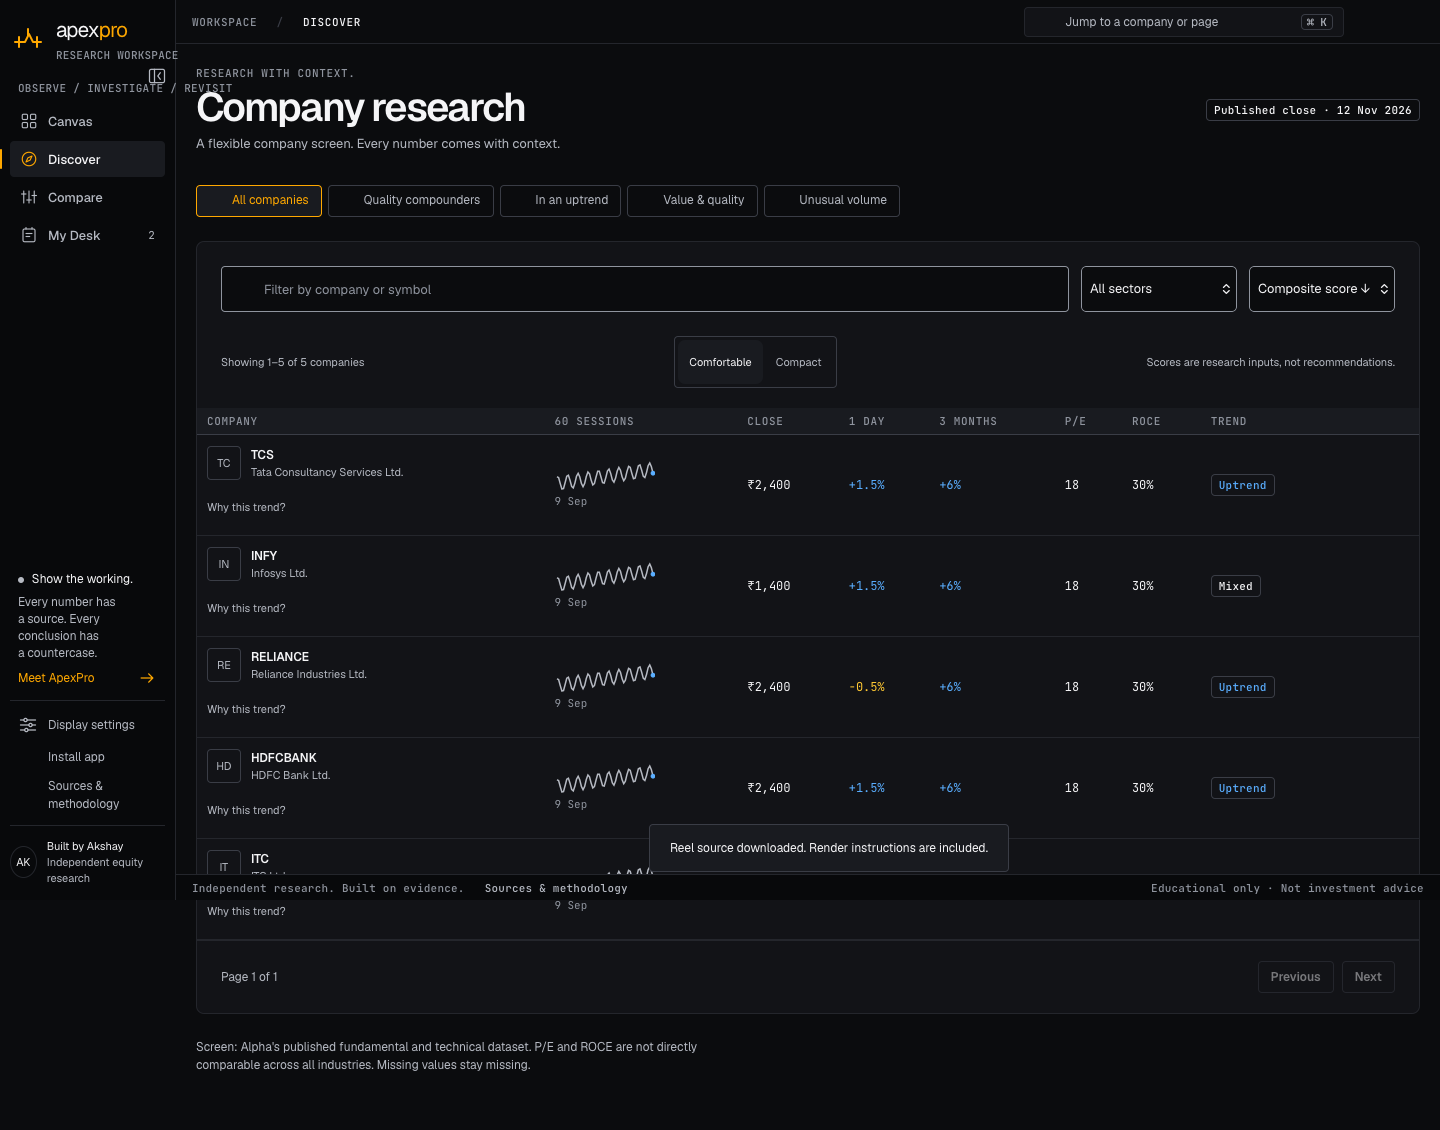 apexpro
RESEARCH WORKSPACE
OBSERVE / INVESTIGATE / REVISIT
Canvas
Discover
Compare
My Desk 2
Show the working.
Every number has
a source. Every
conclusion has
a countercase.
Meet ApexPro →
Display settings
Install app
Sources &
methodology
AK
Built by Akshay
Independent equity
research
WORKSPACE / DISCOVER
Jump to a company or page ⌘ K
RESEARCH WITH CONTEXT.
Company research
Published close · 12 Nov 2026
A flexible company screen. Every number comes with context.
All companies Quality compounders In an uptrend Value & quality Unusual volume
Filter by company or symbol All sectors Composite score ↓
Showing 1–5 of 5 companies Comfortable Compact Scores are research inputs, not recommendations.
COMPANY 60 SESSIONS CLOSE 1 DAY 3 MONTHS P/E ROCE TREND
TC TCS
Tata Consultancy Services Ltd.
9 Sep ₹2,400 +1.5% +6% 18 30% Uptrend
Why this trend?
IN INFY
Infosys Ltd.
9 Sep ₹1,400 +1.5% +6% 18 30% Mixed
Why this trend?
RE RELIANCE
Reliance Industries Ltd.
9 Sep ₹2,400 -0.5% +6% 18 30% Uptrend
Why this trend?
HD HDFCBANK
HDFC Bank Ltd.
9 Sep ₹2,400 +1.5% +6% 18 30% Uptrend
Why this trend?
IT ITC
Reel source downloaded. Render instructions are included.
Independent research. Built on evidence. Sources & methodology Educational only · Not investment advice
9 Sep
Why this trend?
Page 1 of 1 Previous Next
Screen: Alpha's published fundamental and technical dataset. P/E and ROCE are not directly
comparable across all industries. Missing values stay missing.